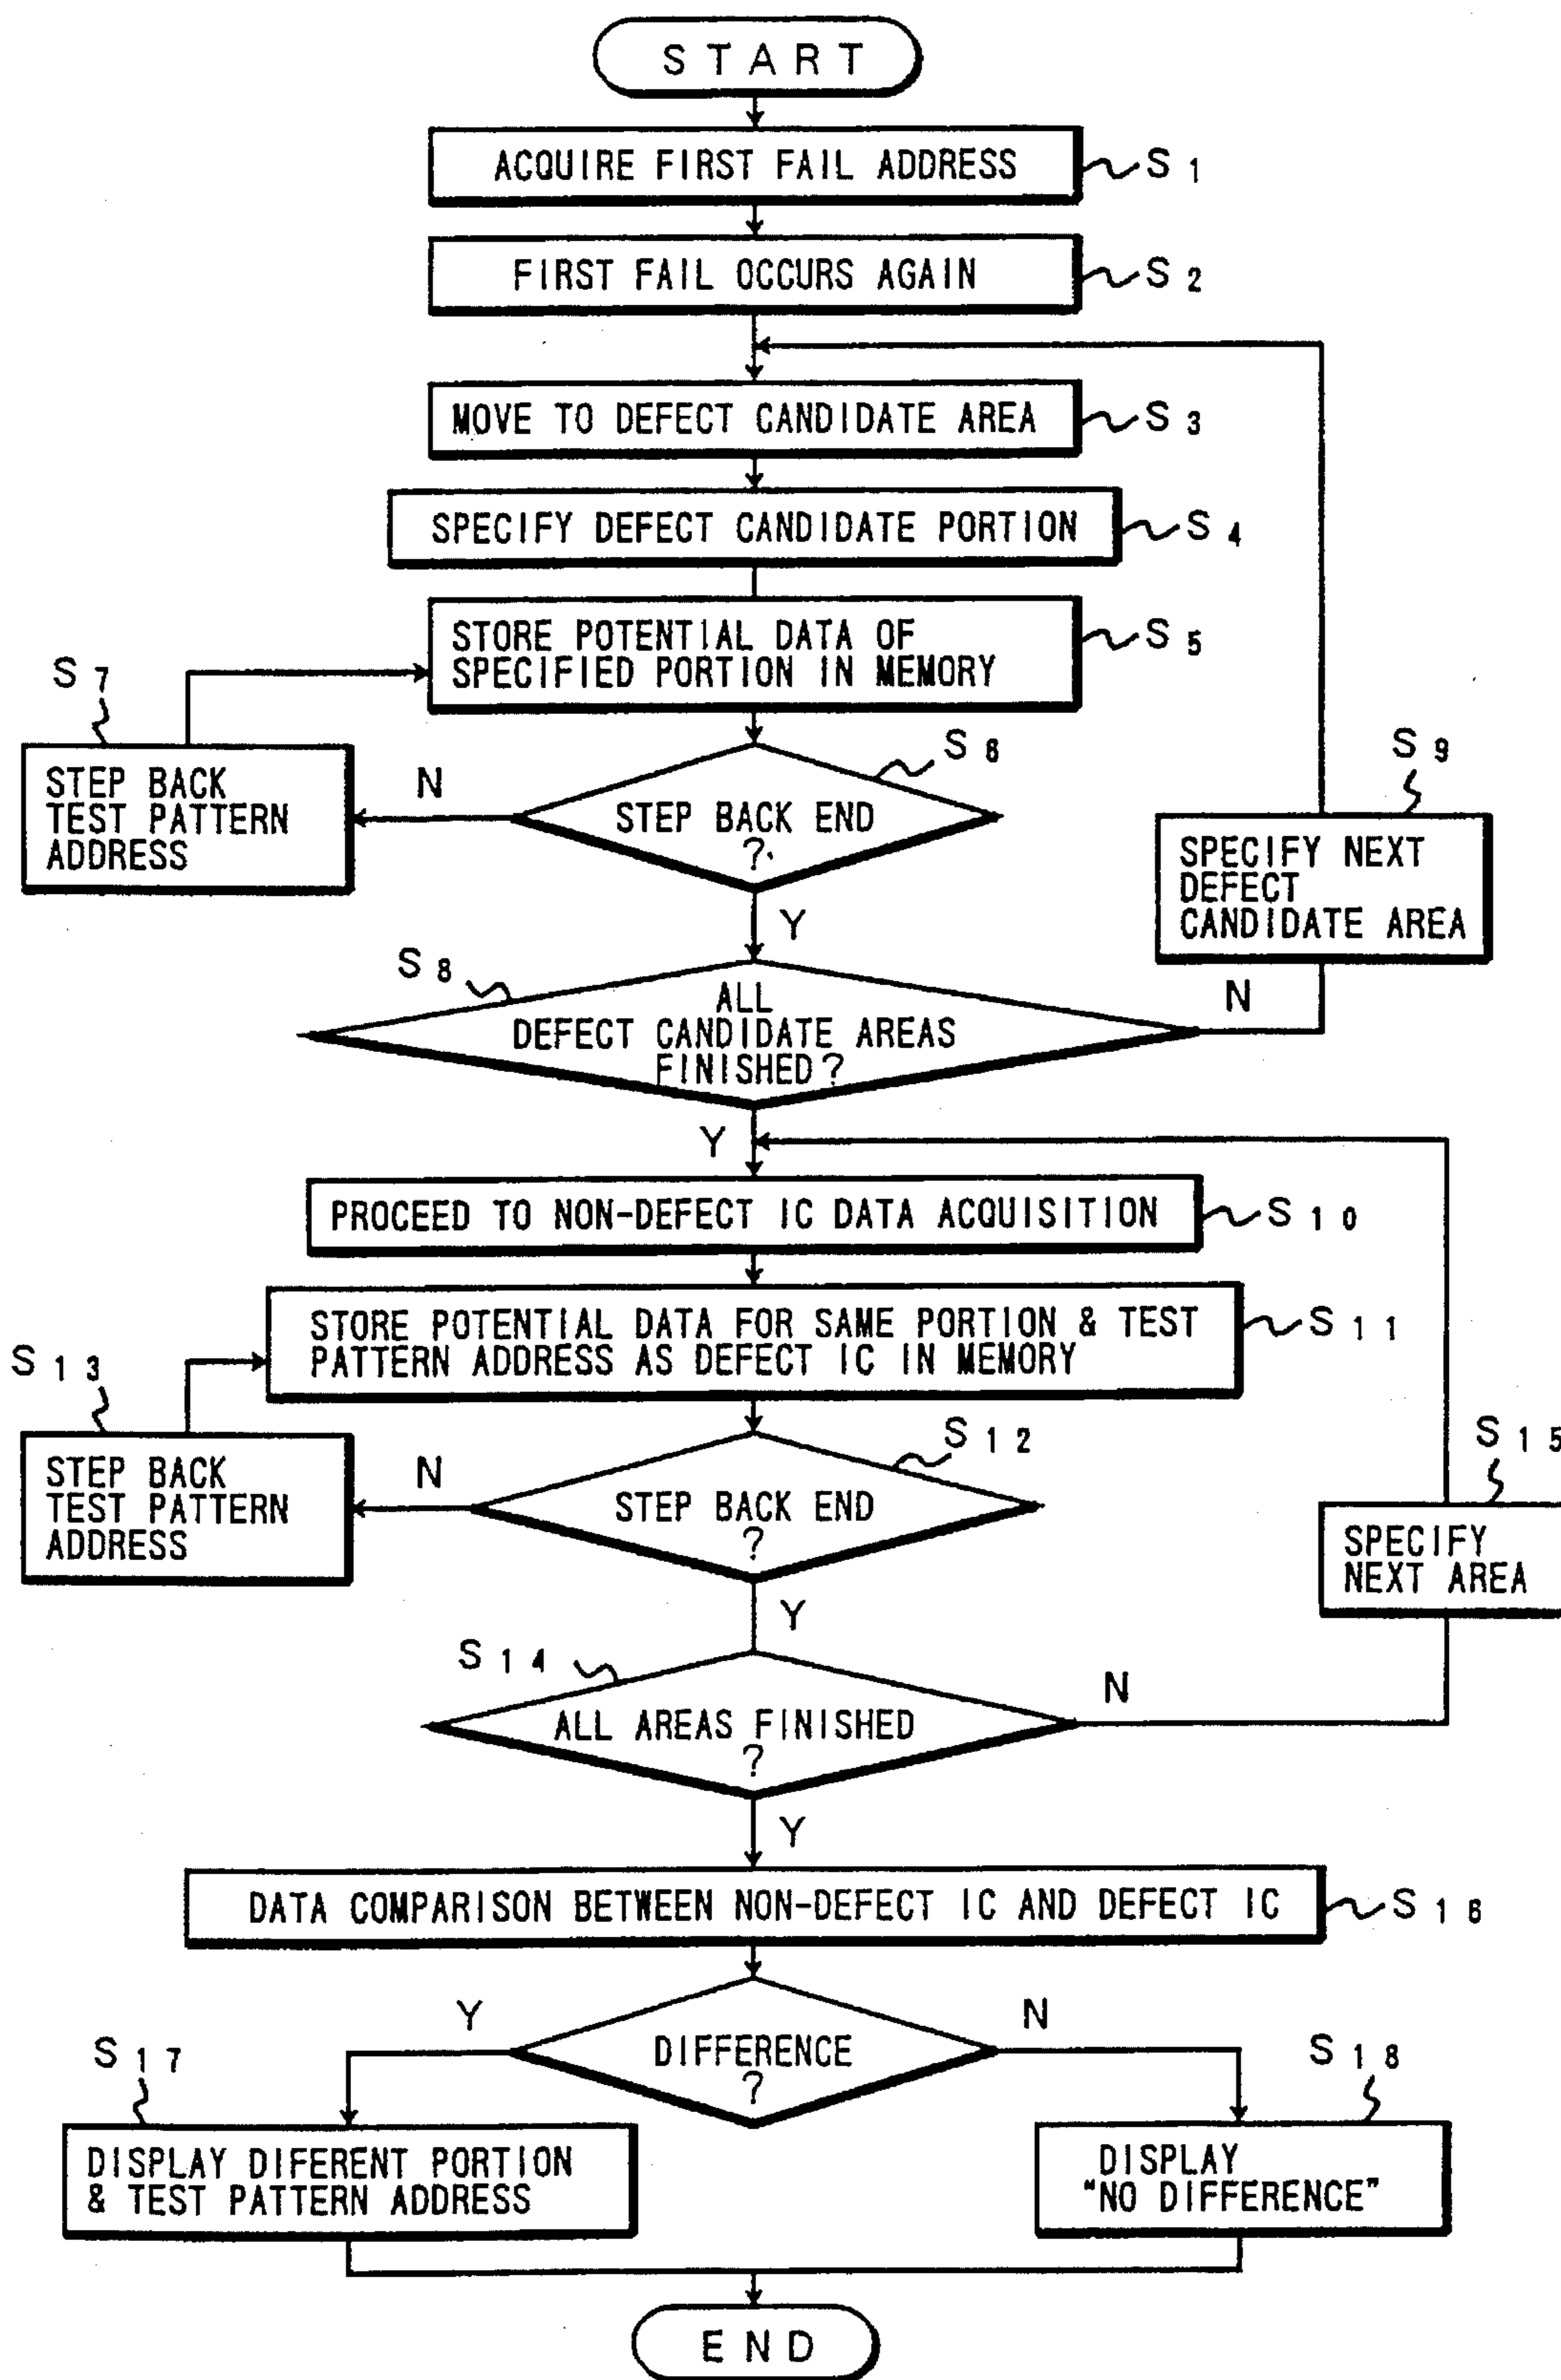 START
ACQUIRE FIRST FAIL ADDRESS
S1
FIRST FAIL OCCURS AGAIN
S2
MOVE TO DEFECT CANDIDATE AREA
S3
SPECIFY DEFECT CANDIDATE PORTION
S4
STORE POTENTIAL DATA OF
SPECIFIED PORTION IN MEMORY
S5
S7
STEP BACK
TEST PATTERN
ADDRESS
N
S6
STEP BACK END
?
Y
S9
SPECIFY NEXT
DEFECT
CANDIDATE AREA
N
S8
ALL
DEFECT CANDIDATE AREAS
FINISHED?
Y
PROCEED TO NON-DEFECT IC DATA ACQUISITION
S10
STORE POTENTIAL DATA FOR SAME PORTION & TEST
PATTERN ADDRESS AS DEFECT IC IN MEMORY
S11
S13
STEP BACK
TEST PATTERN
ADDRESS
N
S12
STEP BACK END
?
Y
S15
SPECIFY
NEXT AREA
S14
ALL AREAS FINISHED
?
N
Y
DATA COMPARISON BETWEEN NON-DEFECT IC AND DEFECT IC
S16
Y
DIFFERENCE
?
N
S17
DISPLAY DIFERENT PORTION
& TEST PATTERN ADDRESS
S18
DISPLAY
"NO DIFFERENCE"
END